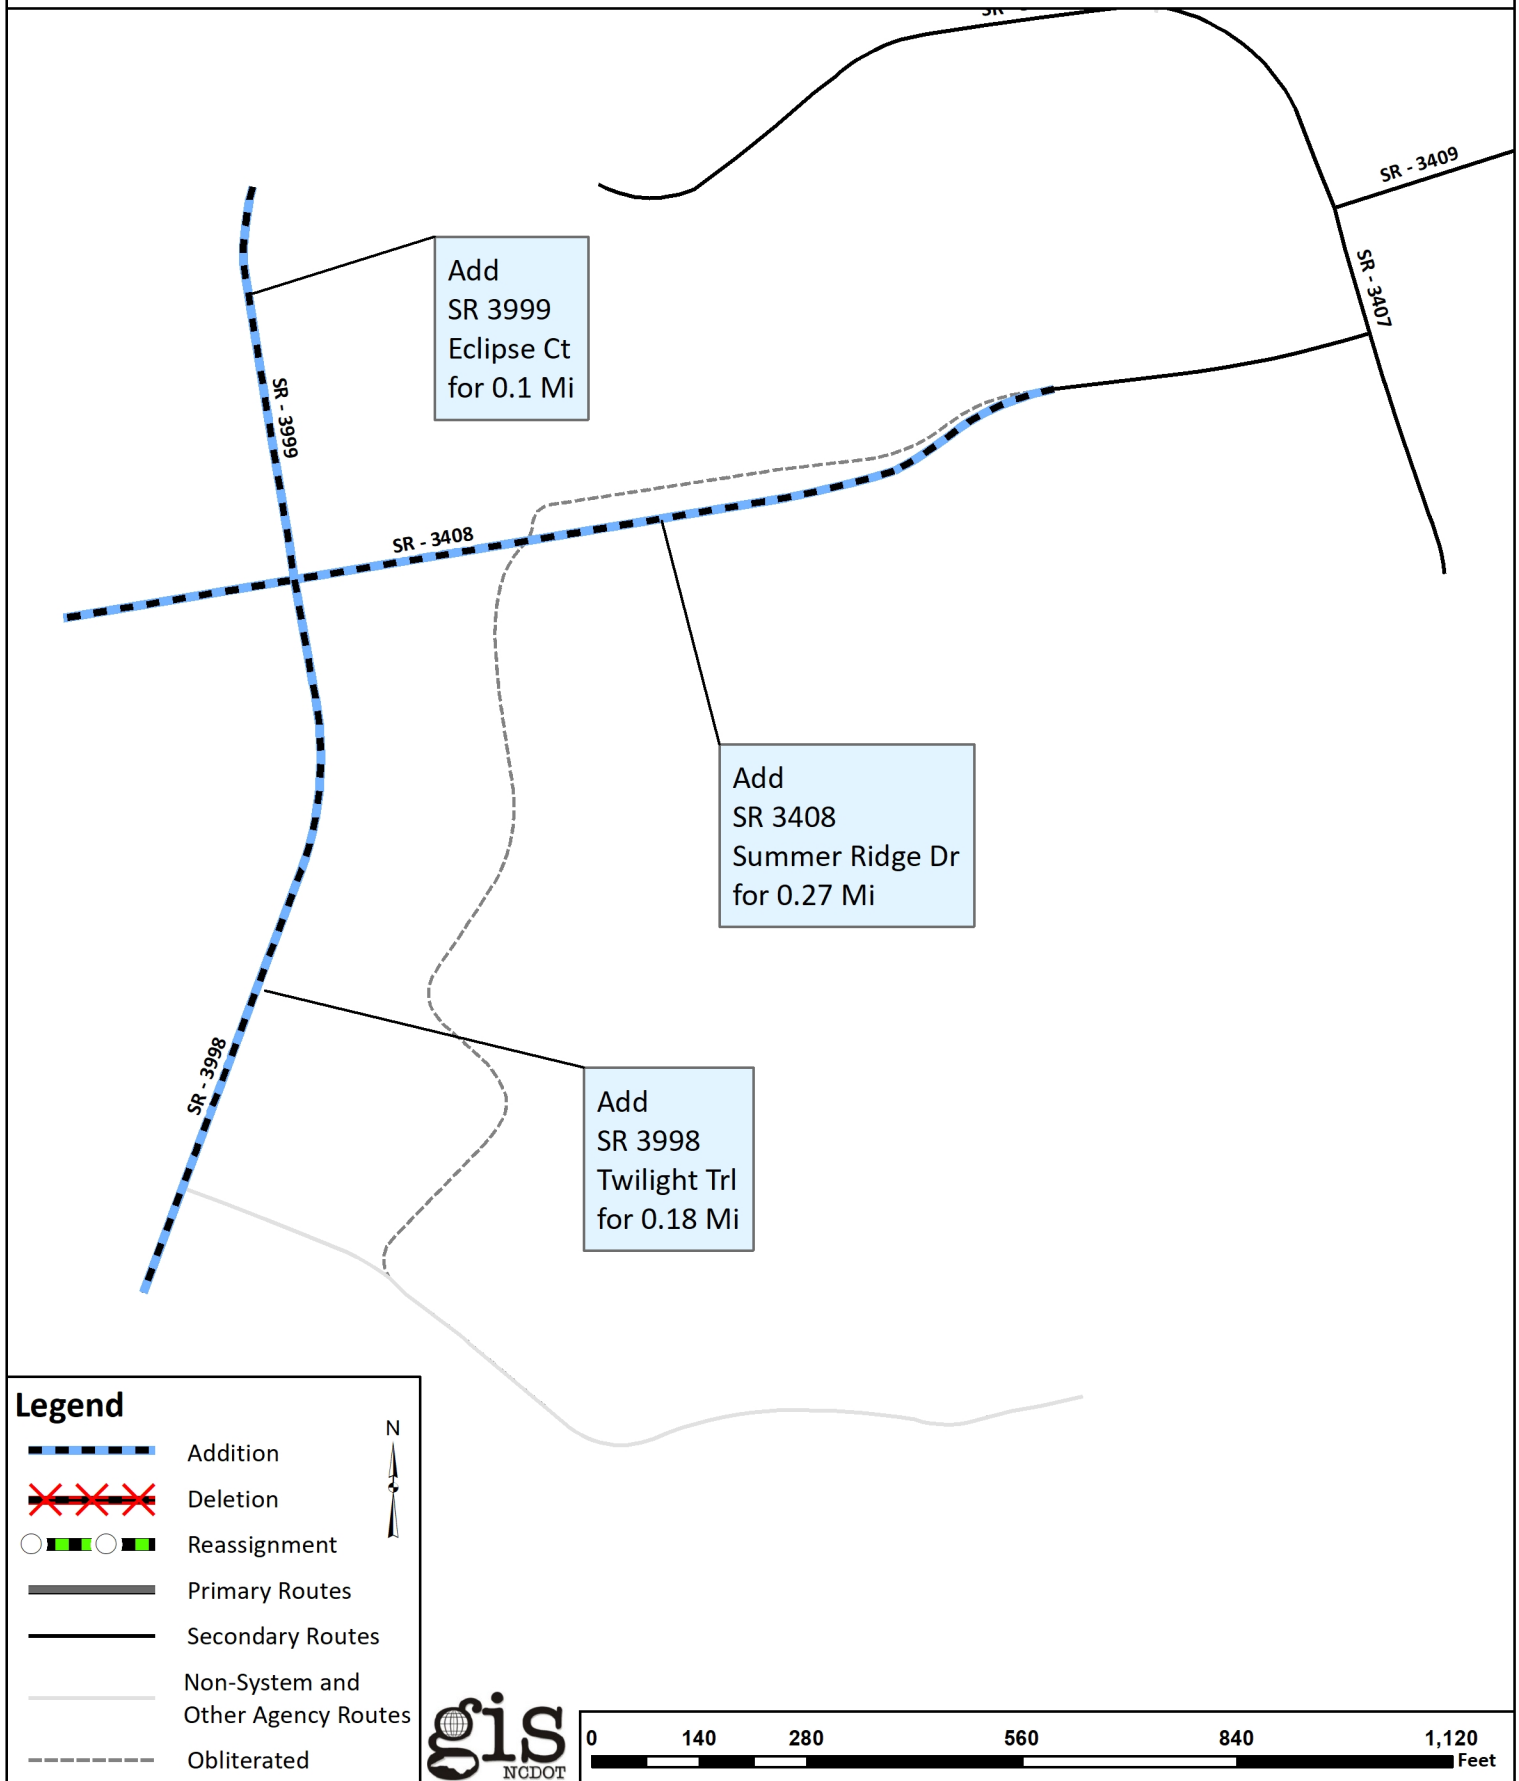 SR - 3409
SR - 3407
Add
SR 3999
Eclipse Ct
for 0.1 Mi
SR - 3999
SR - 3408
Add
SR 3408
Summer Ridge Dr
for 0.27 Mi
SR - 3998
Add
SR 3998
Twilight Trl
for 0.18 Mi
Legend
N
Addition
Deletion
Reassignment
Primary Routes
Secondary Routes
Non-System and
Other Agency Routes
Obliterated
gis
NCDOT
0 140 280 560 840 1,120
Feet